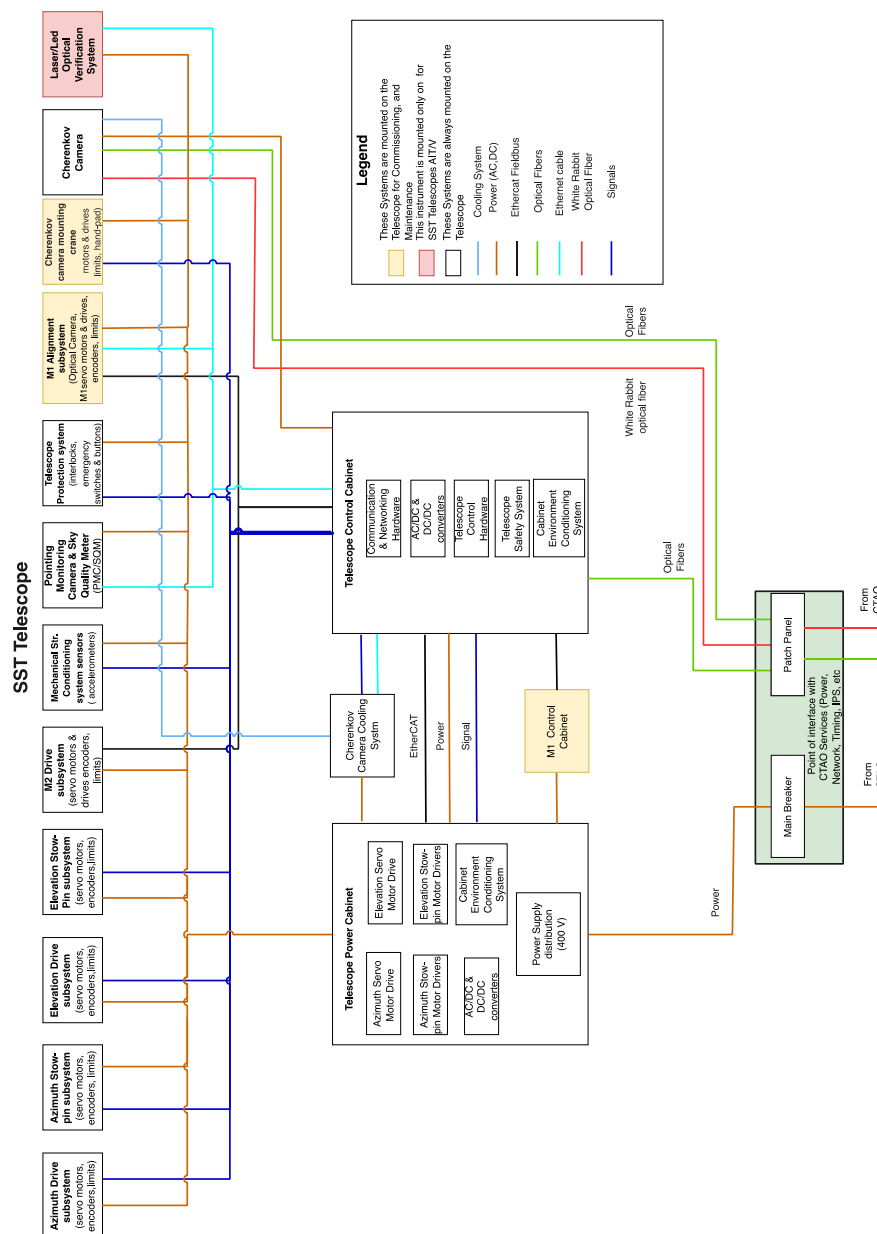 SST Telescope
Azimuth Drive
subsystem
(servo motors,
encoders,limits)
Azimuth Stow-
pin subsystem
(servo motors,
encoders, limits)
Elevation Drive
subsystem
(servo motors,
encoders,limits)
Elevation Stow-
Pin subsystem
(servo motors,
encoders,limits)
M2 Drive
subsystem
(servo motors &
drives encoders,
limits)
Mechanical Str.
Conditioning
system sensors
( accelerometers)
Pointing
Monitoring
Camera & Sky
Quality Meter
(PMC/SQM)
Telescope
Protection system
(interlocks,
emergency
switches & buttons)
M1 Alignment
subsystem
(Optical Camera,
M1servo motors & drives,
encoders, limits)
Cherenkov
camera mounting
crane
motors & drives
limits, hand-pad)
Cherenkov
Camera
Laser/Led
Optical
Verification
System
Telescope Power Cabinet
Azimuth Servo
Motor Drive
Elevation Servo
Motor Drive
Azimuth Stow-
pin Motor Drivers
Elevation Stow-
pin Motor Drivers
AC/DC &
DC/DC
converters
Cabinet
Environment
Conditioning
System
Power Supply
distribution
(400 V)
Cherenkov
Camera Cooling
Systm
EtherCAT
Power
Signal
M1 Control
Cabinet
Telescope Control Cabinet
Communication
& Networking
Hardware
AC/DC &
DC/DC
converters
Telescope
Control
Hardware
Telescope
Safety System
Cabinet
Environment
Conditioning
System
Legend
These Systems are mounted on the
Telescope for Commissioning, and
Maintenance
This instrument is mounted only on for
SST Telescopes AIT/V
These Systems are always mounted on the
Telescope
Cooling System
Power (AC,DC)
Ethercat Fieldbus
Optical Fibers
Ethernet cable
White Rabbit
Optical Fiber
Signals
Optical
Fibers
White Rabbit
optical fiber
Optical
Fibers
Power
Main Breaker
Patch Panel
Point of interface with
CTAO Services (Power,
Network, Timing, IPS, etc
From
From
CTAO